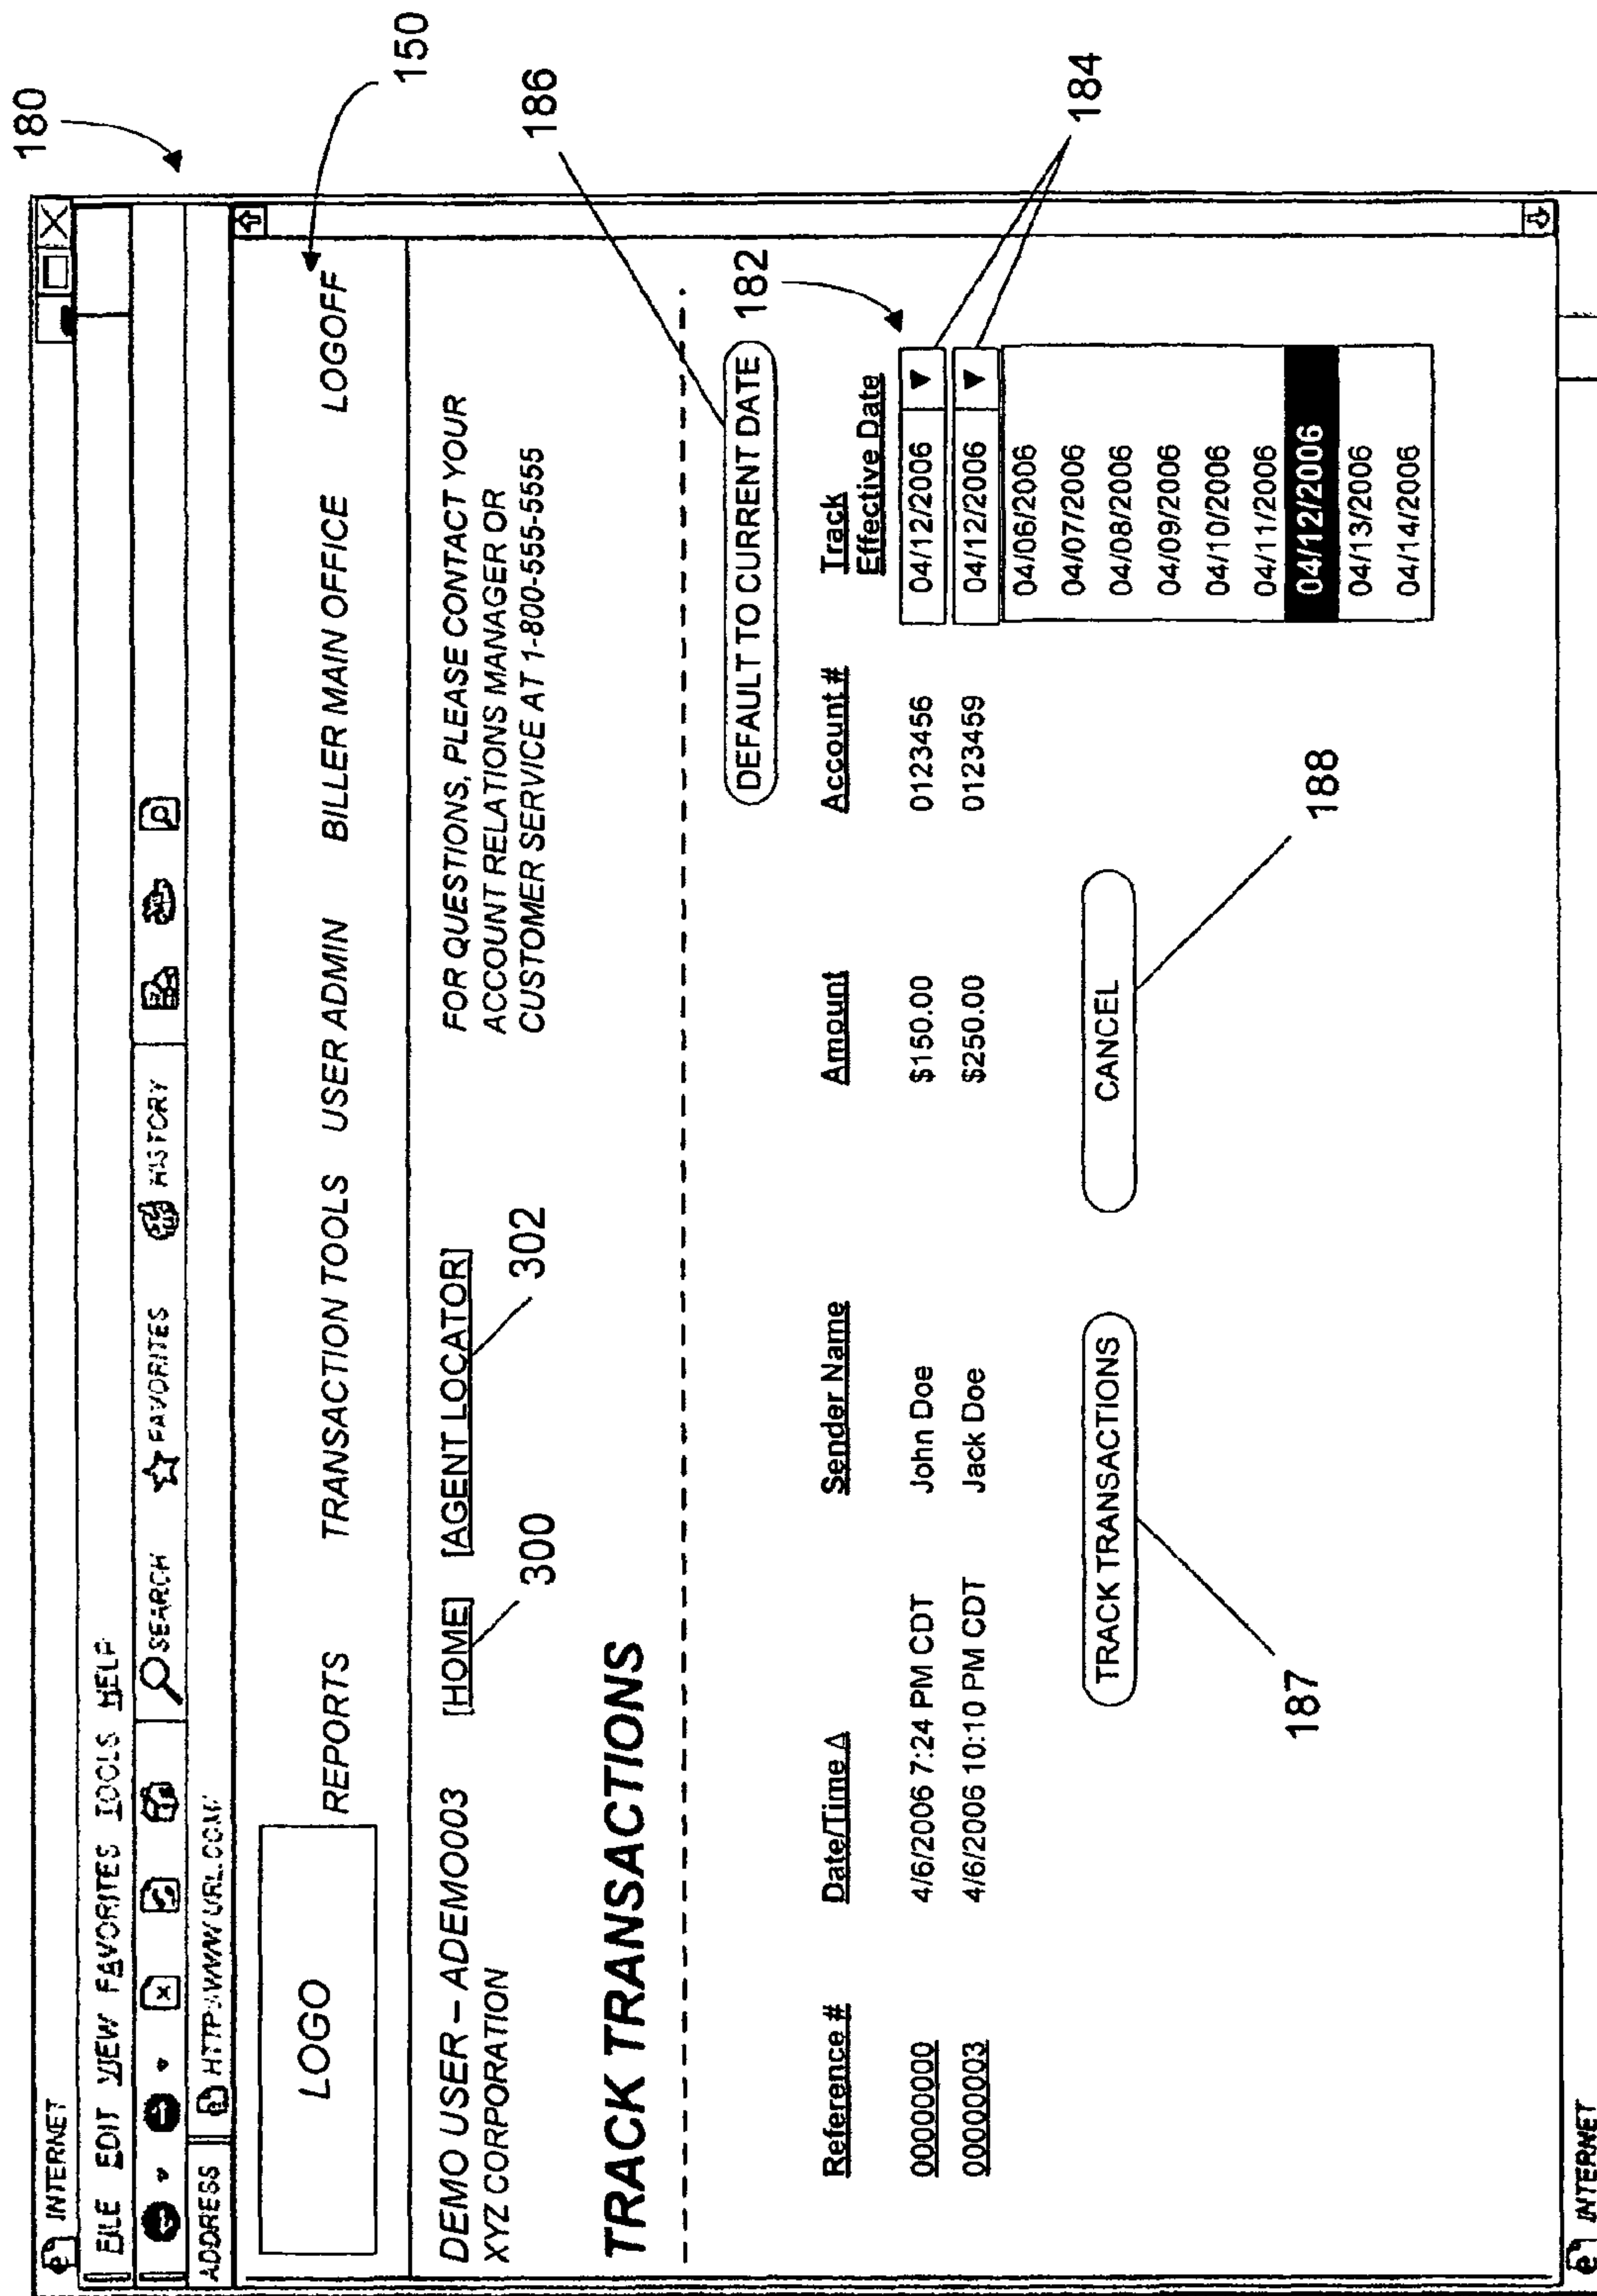 180
INTERNET
FILE EDIT VIEW FAVORITES TOOLS HELP
SEARCH FAVORITES HISTORY
ADDRESS HTTP://WWW.URL.COM/
150
LOGO
REPORTS TRANSACTION TOOLS USER ADMIN BILLER MAIN OFFICE LOGOFF
DEMO USER – ADEMO003 [HOME] [AGENT LOCATOR] FOR QUESTIONS, PLEASE CONTACT YOUR
XYZ CORPORATION ACCOUNT RELATIONS MANAGER OR
300 302 CUSTOMER SERVICE AT 1-800-555-5555
186
TRACK TRANSACTIONS
DEFAULT TO CURRENT DATE 182
Reference # Date/Time Δ Sender Name Amount Account # Track
Effective Date
00000000 4/6/2006 7:24 PM CDT John Doe $150.00 0123456 04/12/2006 ▼
00000003 4/6/2006 10:10 PM CDT Jack Doe $250.00 0123459 04/12/2006 ▼
184
04/06/2006
04/07/2006
04/08/2006
04/09/2006
04/10/2006
04/11/2006
04/12/2006
04/13/2006
04/14/2006
TRACK TRANSACTIONS CANCEL
187 188
INTERNET